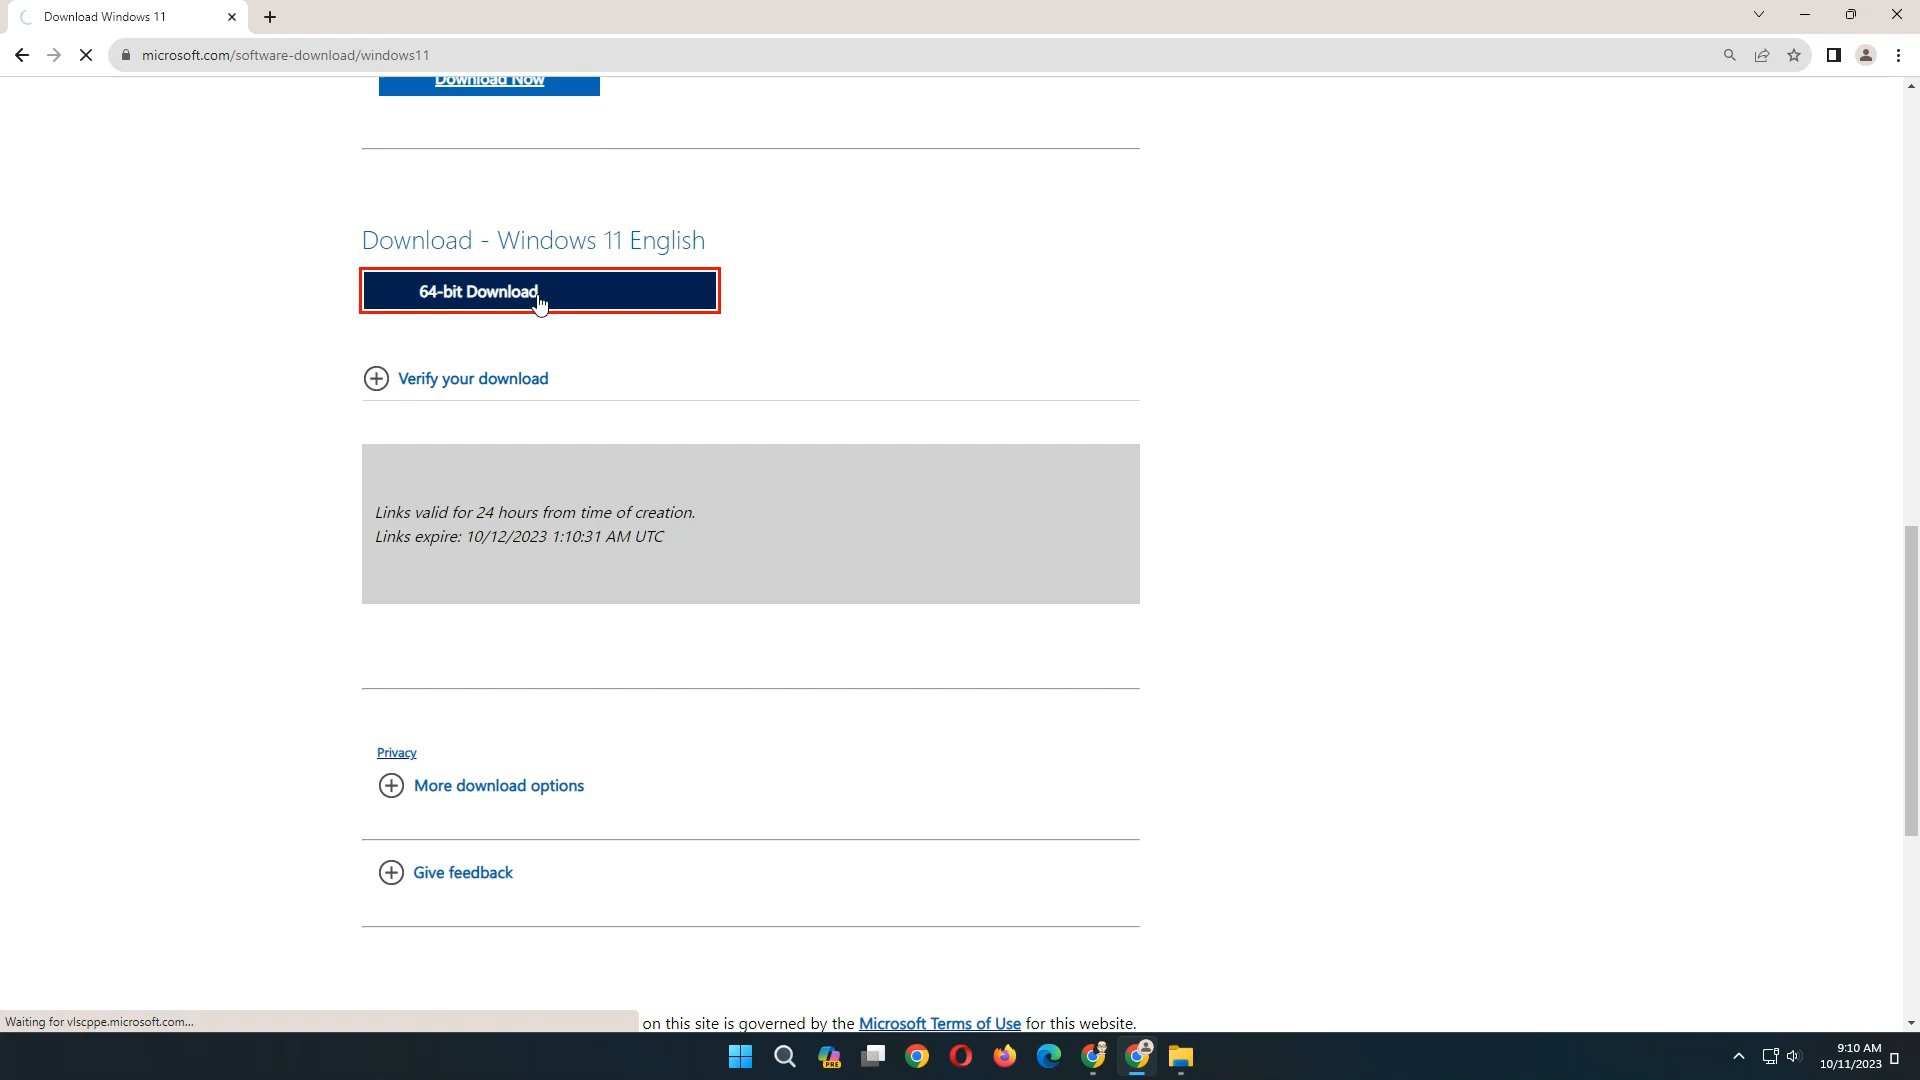 Download Windows 11
microsoft.com/software-download/windows11
Download Now
Download - Windows 11 English
64-bit Download
Verify your download
Links valid for 24 hours from time of creation.
Links expire: 10/12/2023 1:10:31 AM UTC
Privacy
More download options
Give feedback
Waiting for vlscppe.microsoft.com...
on this site is governed by the Microsoft Terms of Use for this website.
PRE
9:10 AM
10/11/2023